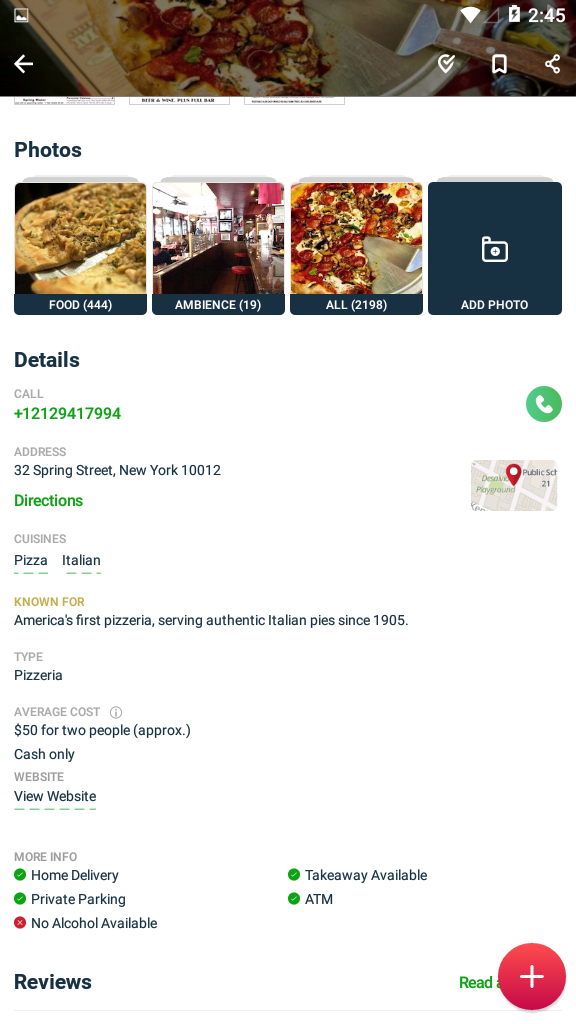 2:45
BEER & WINE. PLUS FULL BAR
Photos
FOOD (444)
AMBIENCE (19)
ALL (2198)
ADD PHOTO
Details
CALL
+12129417994
ADDRESS
32 Spring Street, New York 10012
Directions
Public Sch
21
Playground
CUISINES
Pizza Italian
KNOWN FOR
America's first pizzeria, serving authentic Italian pies since 1905.
TYPE
Pizzeria
AVERAGE COST
$50 for two people (approx.)
Cash only
WEBSITE
View Website
MORE INFO
Home Delivery
Takeaway Available
Private Parking
ATM
No Alcohol Available
Reviews
Read